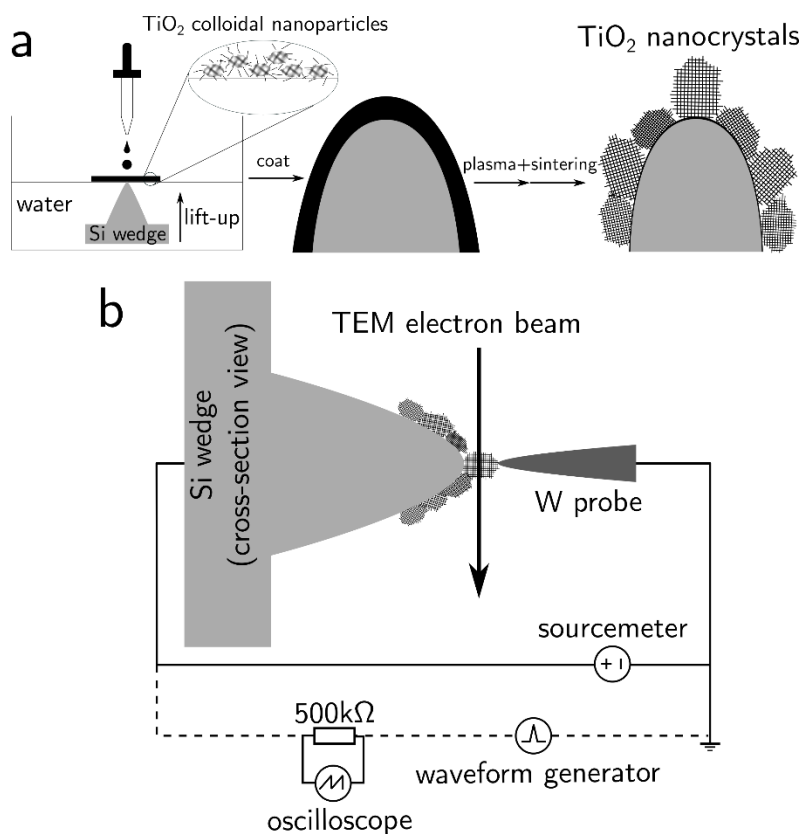 a
TiO₂ colloidal nanoparticles
TiO₂ nanocrystals
water
Si wedge
lift-up
coat
plasma+sintering
b
TEM electron beam
Si wedge
(cross-section view)
W probe
sourcemeter
500kΩ
waveform generator
oscilloscope